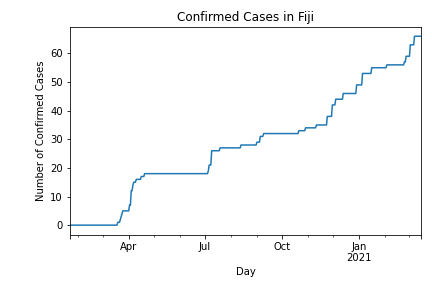 Confirmed Cases in Fiji
Number of Confirmed Cases
60
50
40
30
20
10
0
Apr
Jul
Oct
Jan
2021
Day